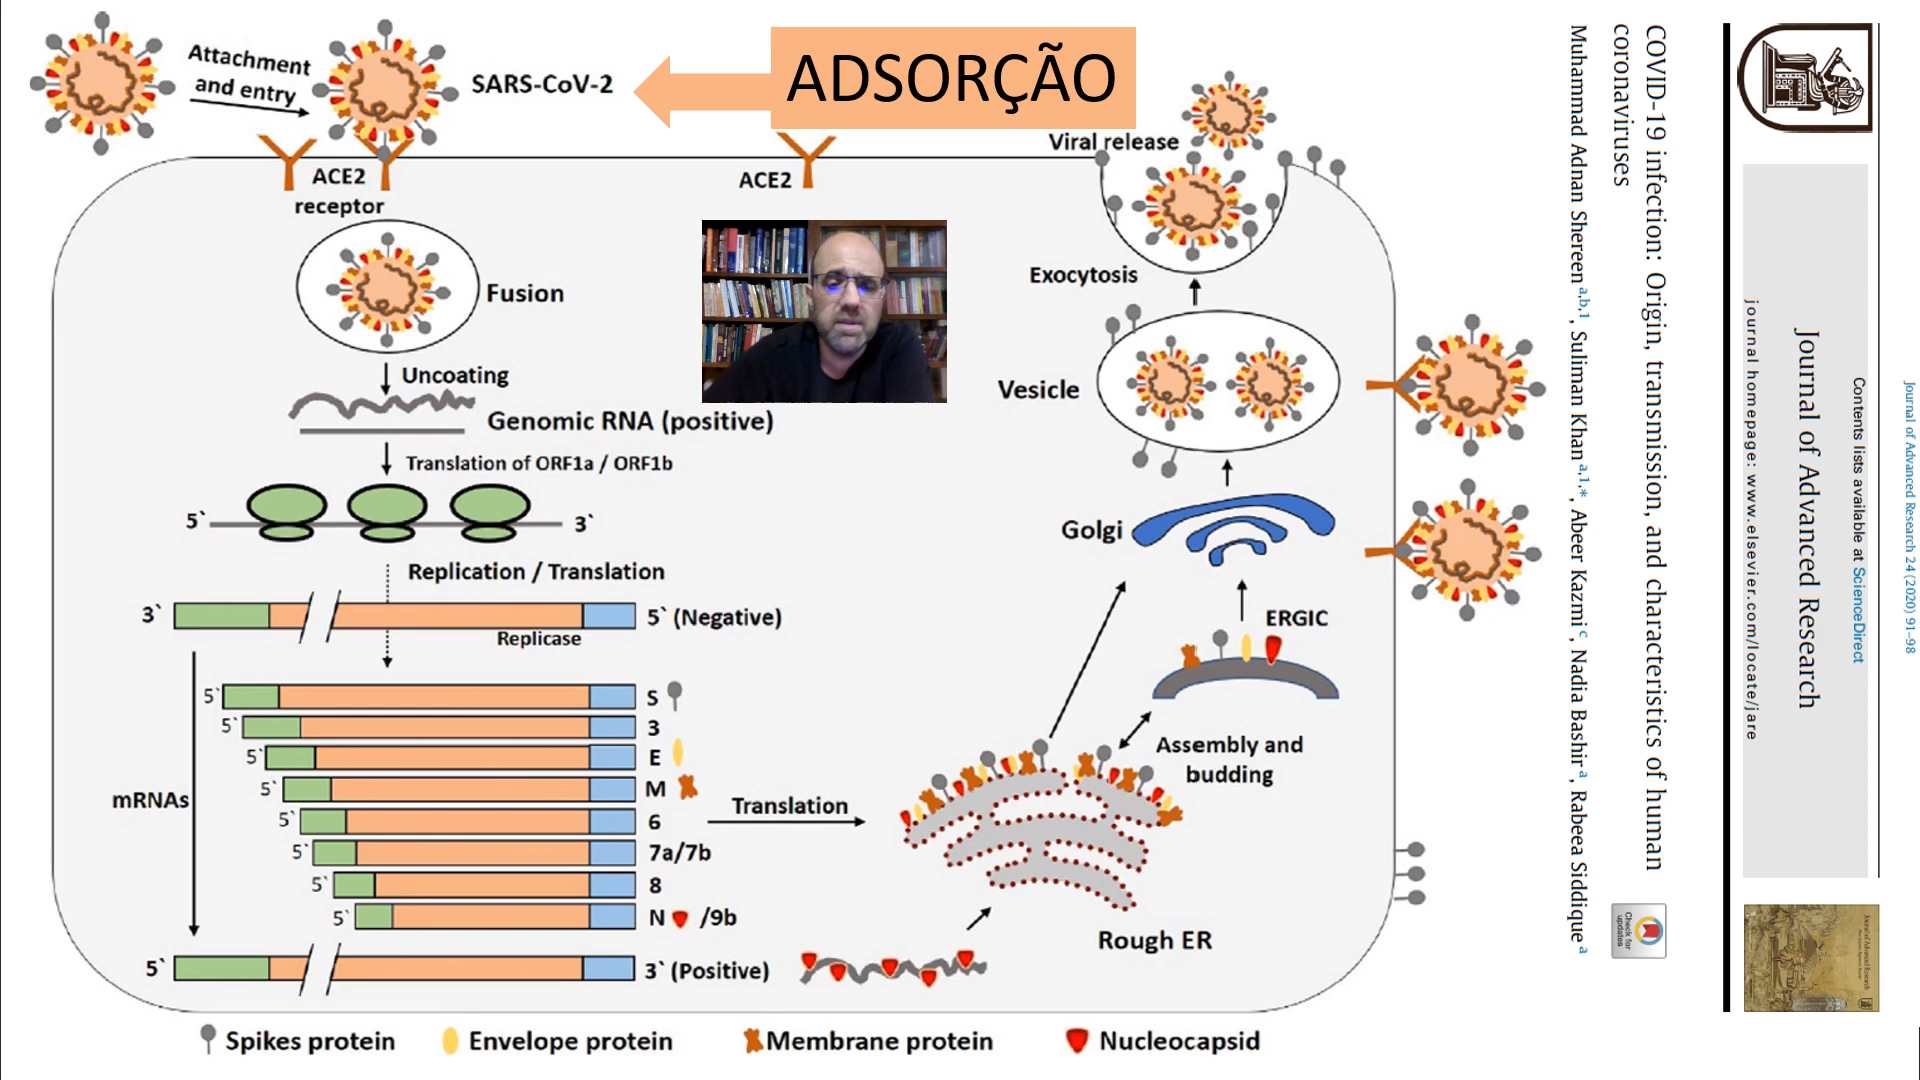 Attachment
and entry
SARS-CoV-2
ADSORÇÃO
ACE2
receptor
ACE2
Viral release
Fusion
Exocytosis
Uncoating
Vesicle
Genomic RNA (positive)
Translation of ORF1a / ORF1b
5`
3`
Golgi
Replication / Translation
3`
5` (Negative)
Replicase
ERGIC
mRNAs
5`
S
5`
3
5`
E
5`
M
5`
6
5`
7a/7b
5`
8
5`
N /9b
5`
3` (Positive)
Translation
Assembly and
budding
Rough ER
Spikes protein
Envelope protein
Membrane protein
Nucleocapsid
Journal of Advanced Research 24 (2020) 91–98
Contents lists available at ScienceDirect
Journal of Advanced Research
journal homepage: www.elsevier.com/locate/jare
COVID-19 infection: Origin, transmission, and characteristics of human
coronaviruses
Muhammad Adnan Shereen a,b,1, Suliman Khan a,1,*, Abeer Kazmi c, Nadia Bashir a, Rabeea Siddique a
Check for
updates